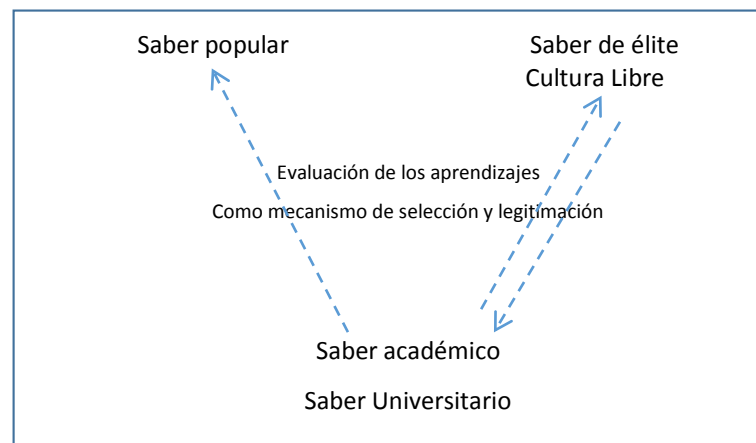 Saber popular
Saber de élite
Cultura Libre
Evaluación de los aprendizajes
Como mecanismo de selección y legitimación
Saber académico
Saber Universitario